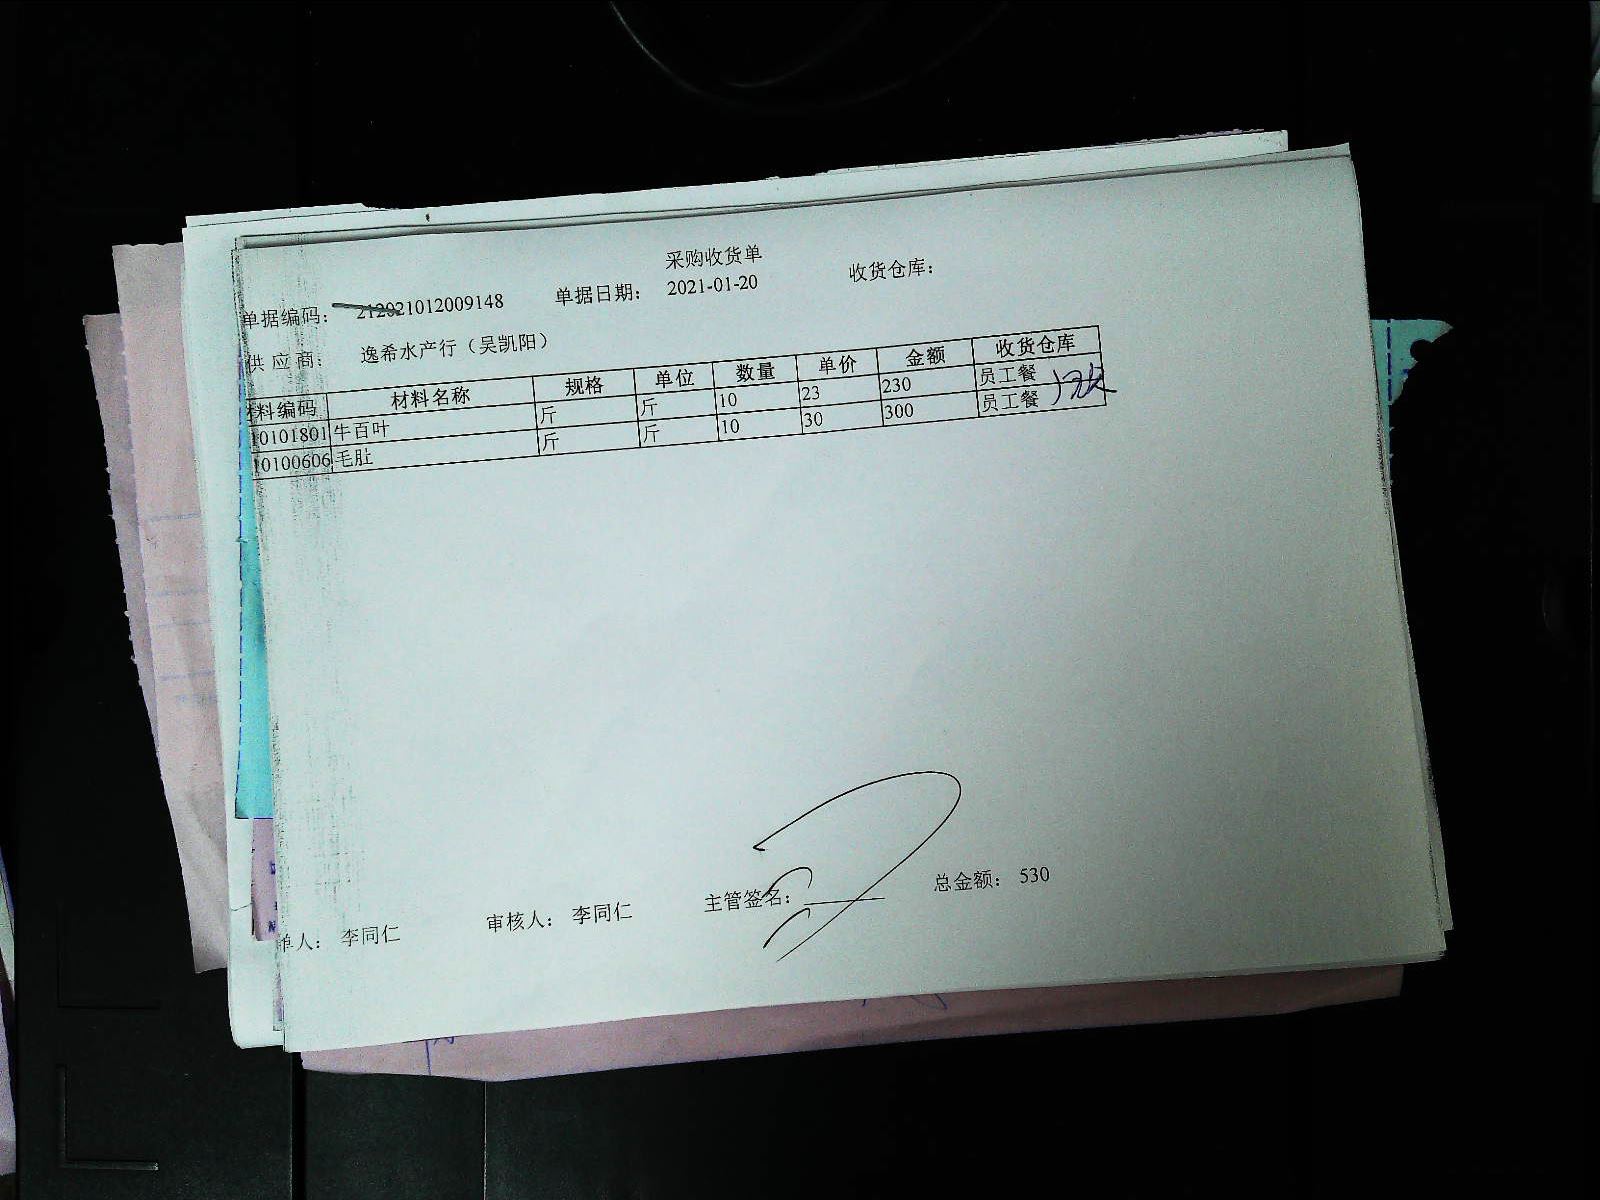 采购收货单
单据编码： 212021012009148 单据日期： 2021-01-20 收货仓库：
供 应 商： 逸希水产行（吴凯阳）
料编码 材料名称 规格 单位 数量 单价 金额 收货仓库
10101801 牛百叶 斤 斤 10 23 230 员工餐
10100606 毛肚 斤 斤 10 30 300 员工餐
单人： 李同仁 审核人： 李同仁 主管签名： 总金额： 530